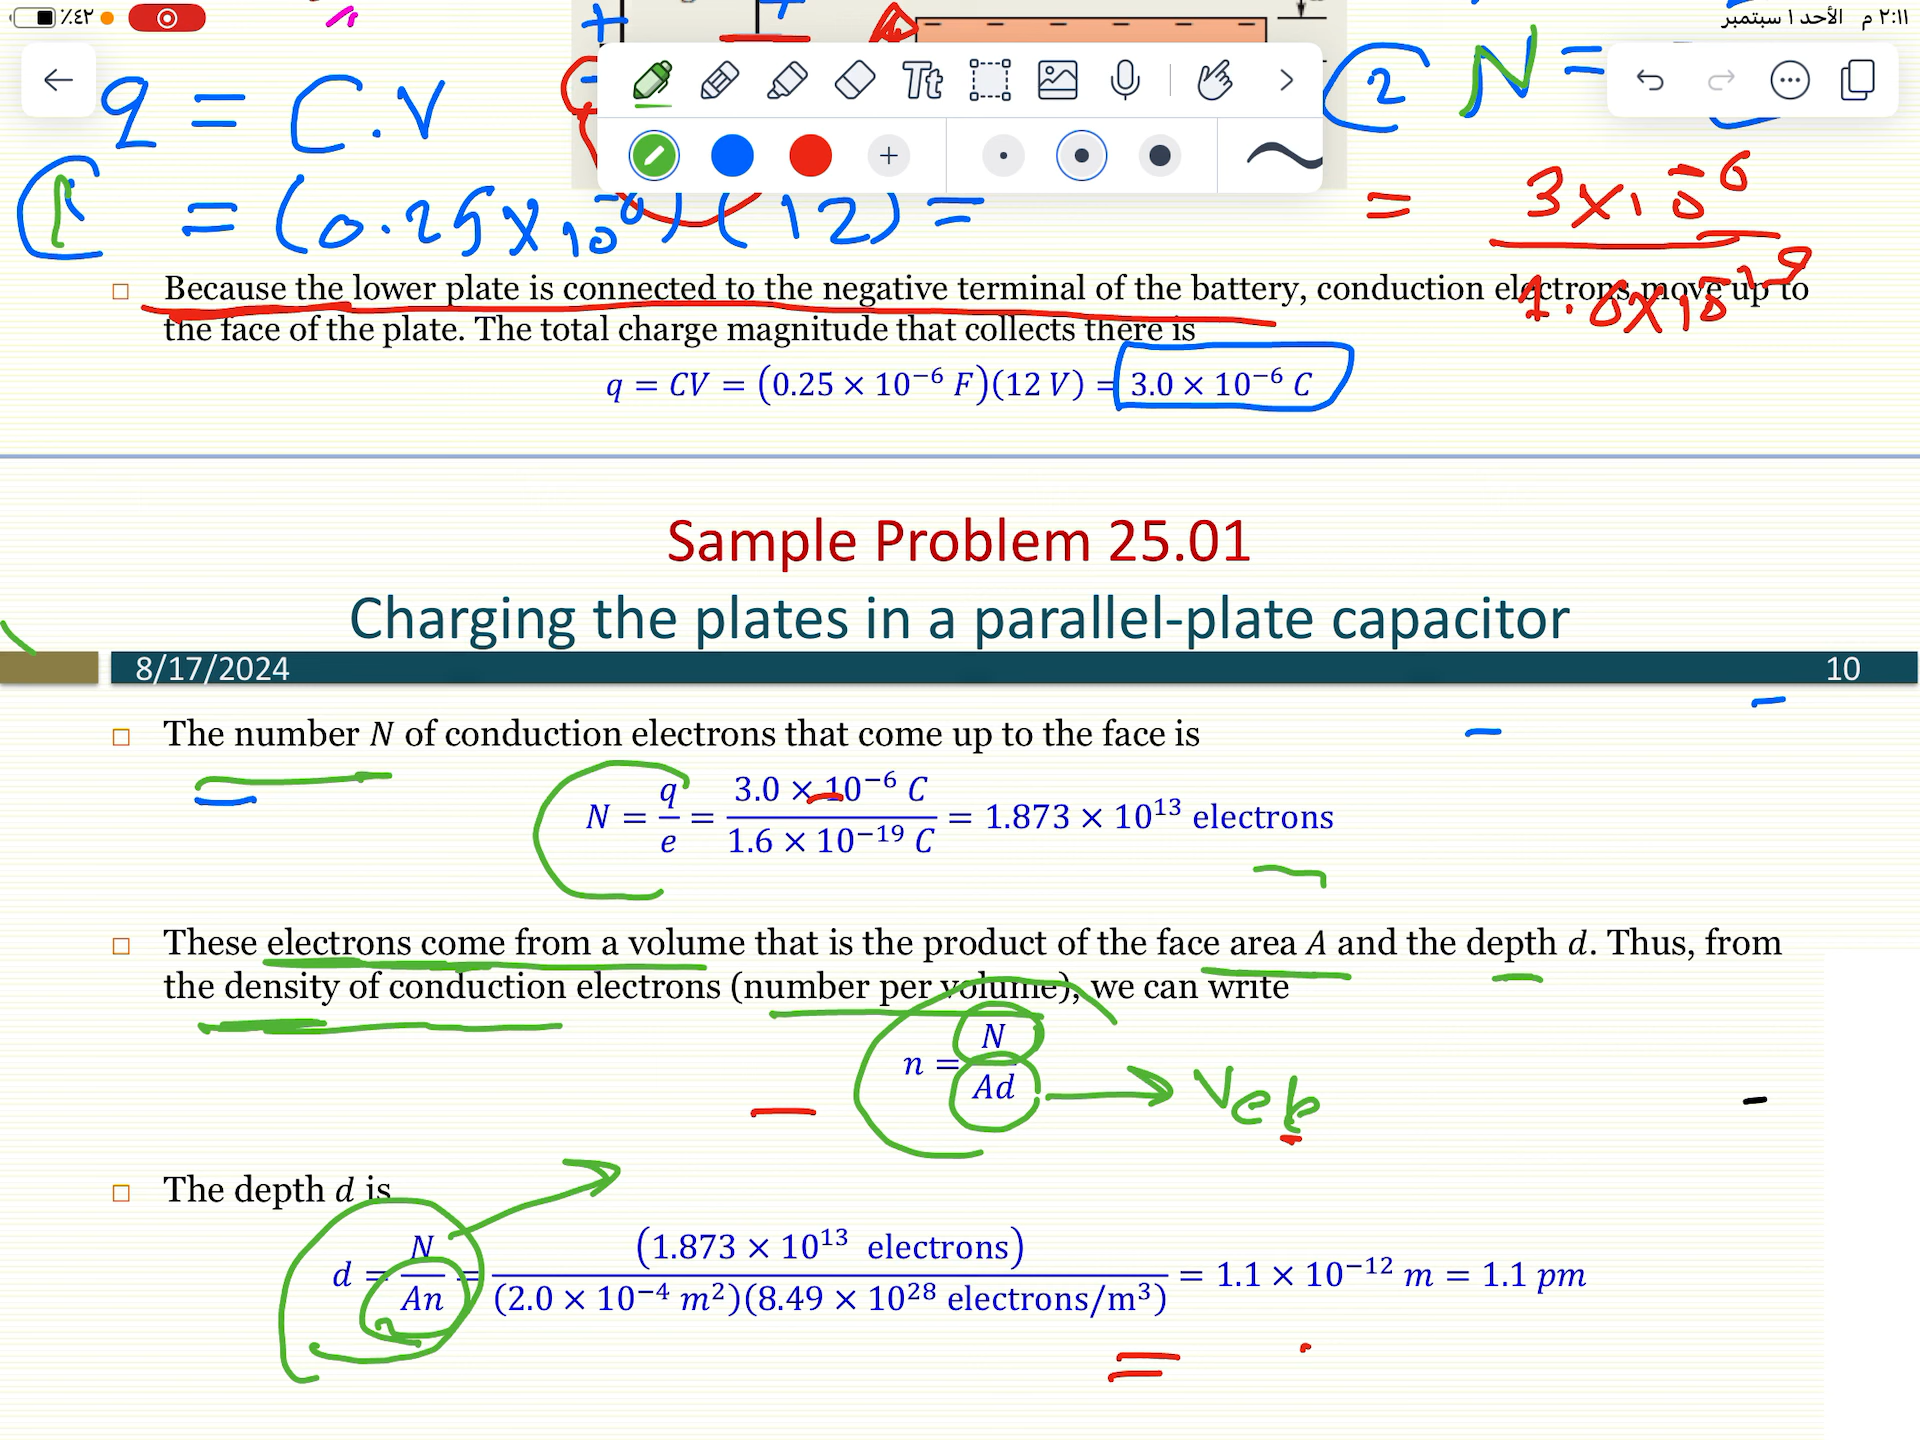 ٪٤٢
٢:١١ م الأحد ١ سبتمبر
Tt
q = C.V
2 N =
1 = (0.25x10⁻⁶)(12) =
= 3x10⁻⁶
1.6x10⁻¹⁹
Because the lower plate is connected to the negative terminal of the battery, conduction electrons move up to
the face of the plate. The total charge magnitude that collects there is
q = CV = (0.25 × 10⁻⁶ F)(12 V) = 3.0 × 10⁻⁶ C
Sample Problem 25.01
Charging the plates in a parallel-plate capacitor
8/17/2024
10
The number N of conduction electrons that come up to the face is
N = q/e = 3.0 × 10⁻⁶ C / 1.6 × 10⁻¹⁹ C = 1.873 × 10¹³ electrons
These electrons come from a volume that is the product of the face area A and the depth d. Thus, from
the density of conduction electrons (number per volume), we can write
n = N/Ad
The depth d is
d = N/An = (1.873 × 10¹³ electrons) / (2.0 × 10⁻⁴ m²)(8.49 × 10²⁸ electrons/m³) = 1.1 × 10⁻¹² m = 1.1 pm